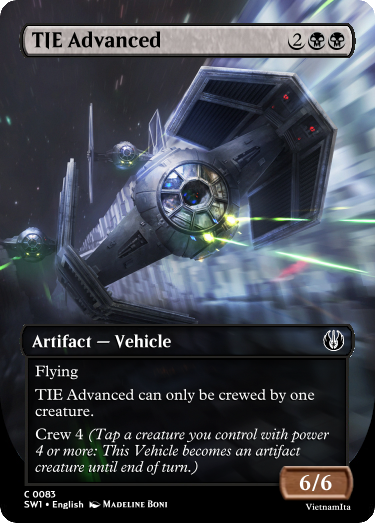 TIE Advanced 2
Artifact — Vehicle
Flying
TIE Advanced can only be crewed by one
creature.
Crew 4 (Tap a creature you control with power
4 or more: This Vehicle becomes an artifact
creature until end of turn.)
6/6
C 0083
SW1 • English Madeline Boni
VietnamIta